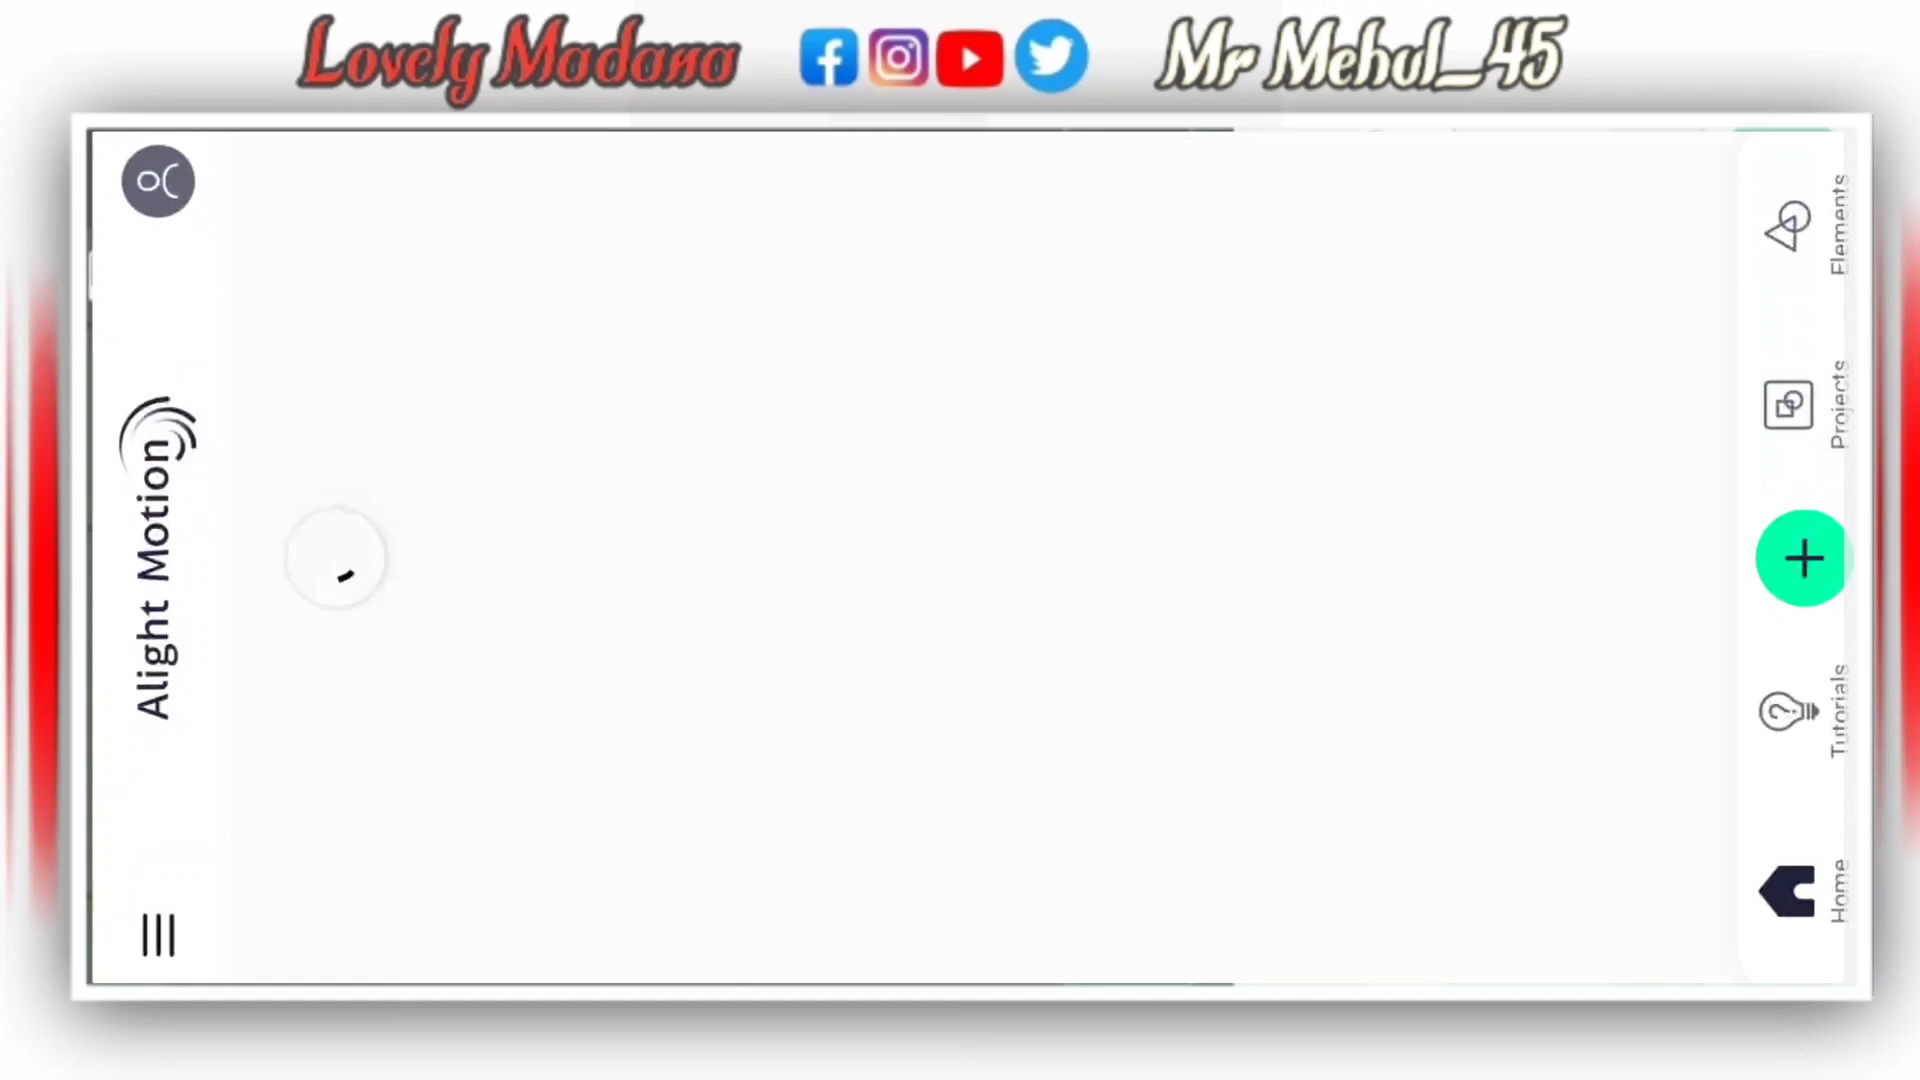 Lovely Madana
Mr Mehul_45
Alight Motion
Home
Tutorials
Projects
Elements